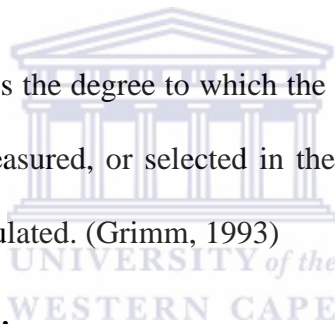 s the degree to which the
easured, or selected in the
ulated. (Grimm, 1993)
UNIVERSITY of the
WESTERN CAPE